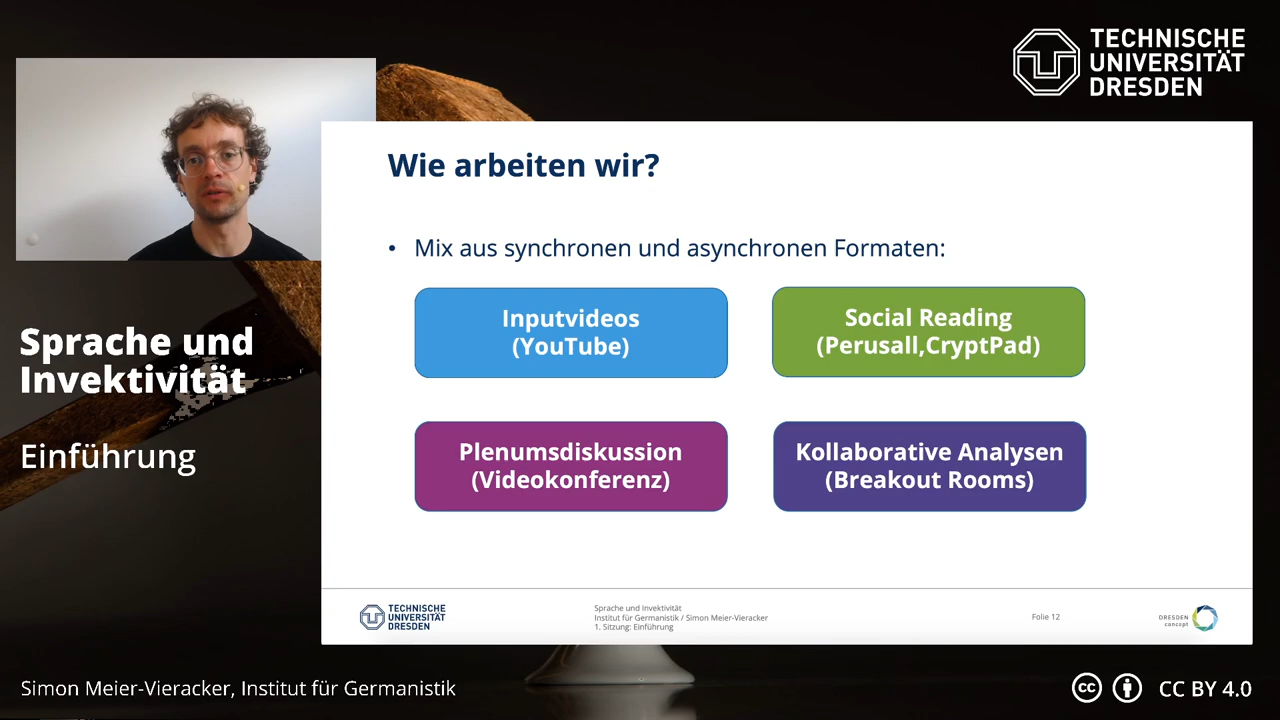 TECHNISCHE
UNIVERSITÄT
DRESDEN
Wie arbeiten wir?
• Mix aus synchronen und asynchronen Formaten:
Inputvideos
(YouTube)
Social Reading
(Perusall,CryptPad)
Plenumsdiskussion
(Videokonferenz)
Kollaborative Analysen
(Breakout Rooms)
Sprache und
Invektivität
Einführung
TECHNISCHE
UNIVERSITÄT
DRESDEN
Sprache und Invektivität
Institut für Germanistik / Simon Meier-Vieracker
1. Sitzung: Einführung
Folie 12
DRESDEN
concept
Simon Meier-Vieracker, Institut für Germanistik
cc
CC BY 4.0